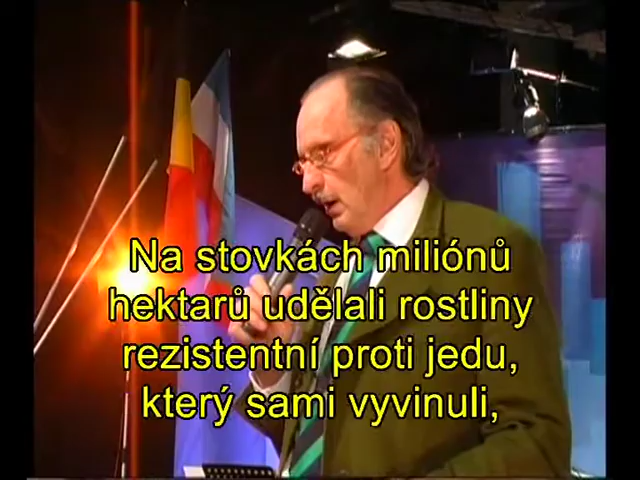 Na stovkách miliónů
hektarů udělali rostliny
rezistentní proti jedu,
který sami vyvinuli,